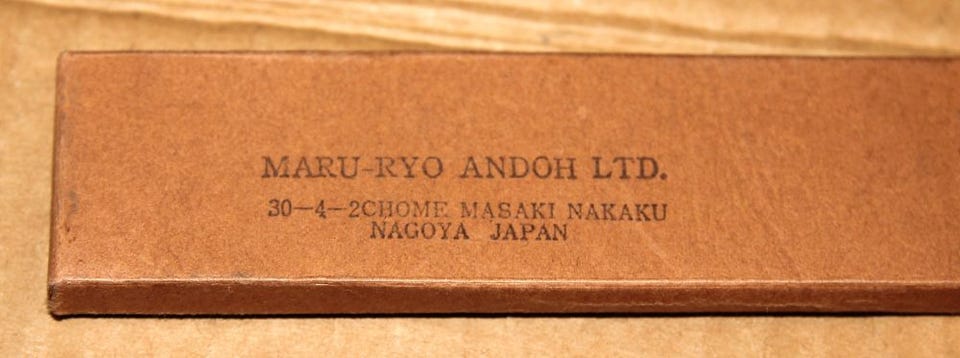 MARU-RYO ANDOH LTD.
30-4-2CHOME MASAKI NAKAKU
NAGOYA JAPAN